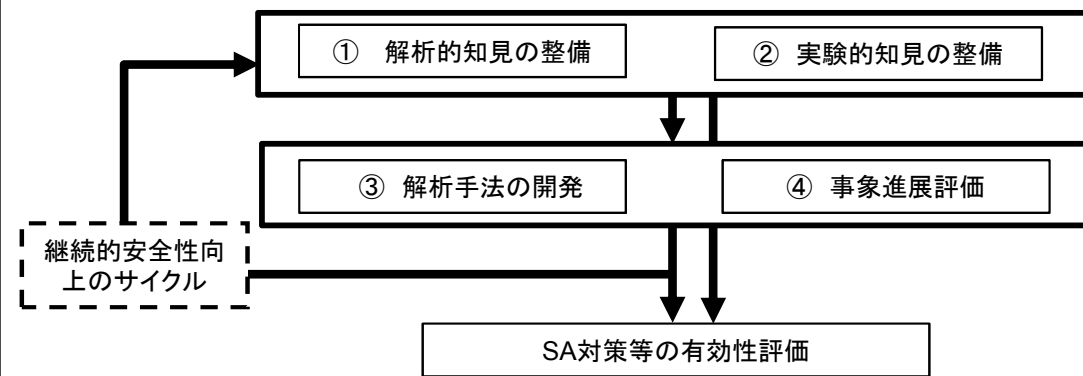 ① 解析的知見の整備
② 実験的知見の整備
③ 解析手法の開発
④ 事象進展評価
継続的安全性向
上のサイクル
SA対策等の有効性評価